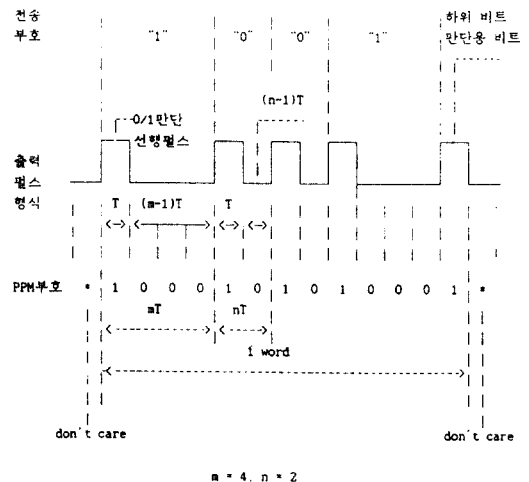 전송 하위 비트
부호 "1" "0" "0" "1" 만단용 비트
(n-1)T
0/1만단
선행펄스
출력
펄스
형식 T (m-1)T T
PPM부호 * 1 0 0 0 1 0 1 0 1 0 0 0 1 *
mT nT
1 word
don't care don't care
m = 4. n = 2